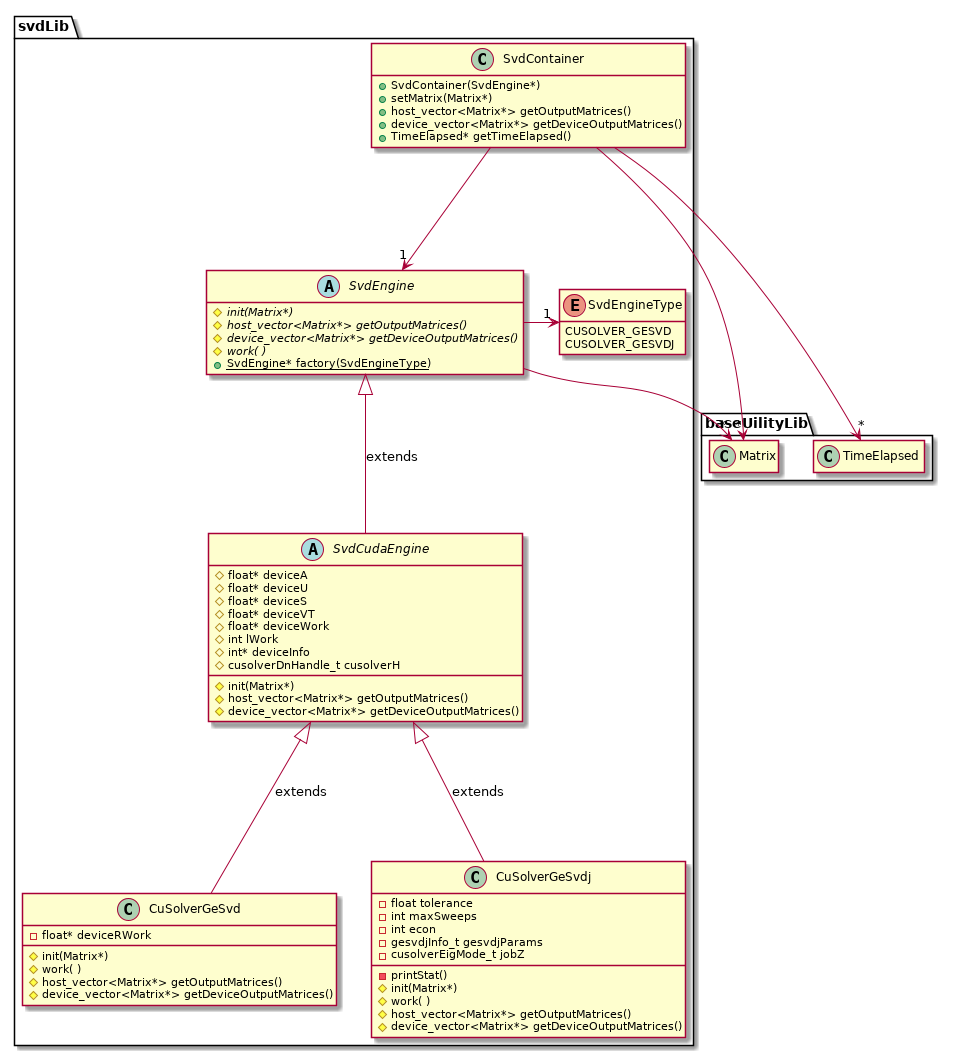 svdLib
C SvdContainer
SvdContainer(SvdEngine*)
setMatrix(Matrix*)
host_vector<Matrix*> getOutputMatrices()
device_vector<Matrix*> getDeviceOutputMatrices()
TimeElapsed* getTimeElapsed()
1
A SvdEngine
init(Matrix*)
host_vector<Matrix*> getOutputMatrices()
device_vector<Matrix*> getDeviceOutputMatrices()
work( )
SvdEngine* factory(SvdEngineType)
1
E SvdEngineType
CUSOLVER_GESVD
CUSOLVER_GESVDJ
baseUilityLib
*
*
*
C Matrix
C TimeElapsed
extends
A SvdCudaEngine
float* deviceA
float* deviceU
float* deviceS
float* deviceVT
float* deviceWork
int lWork
int* deviceInfo
cusolverDnHandle_t cusolverH
init(Matrix*)
host_vector<Matrix*> getOutputMatrices()
device_vector<Matrix*> getDeviceOutputMatrices()
extends
extends
C CuSolverGeSvd
float* deviceRWork
init(Matrix*)
work( )
host_vector<Matrix*> getOutputMatrices()
device_vector<Matrix*> getDeviceOutputMatrices()
C CuSolverGeSvdj
float tolerance
int maxSweeps
int econ
gesvdjInfo_t gesvdjParams
cusolverEigMode_t jobZ
printStat()
init(Matrix*)
work( )
host_vector<Matrix*> getOutputMatrices()
device_vector<Matrix*> getDeviceOutputMatrices()